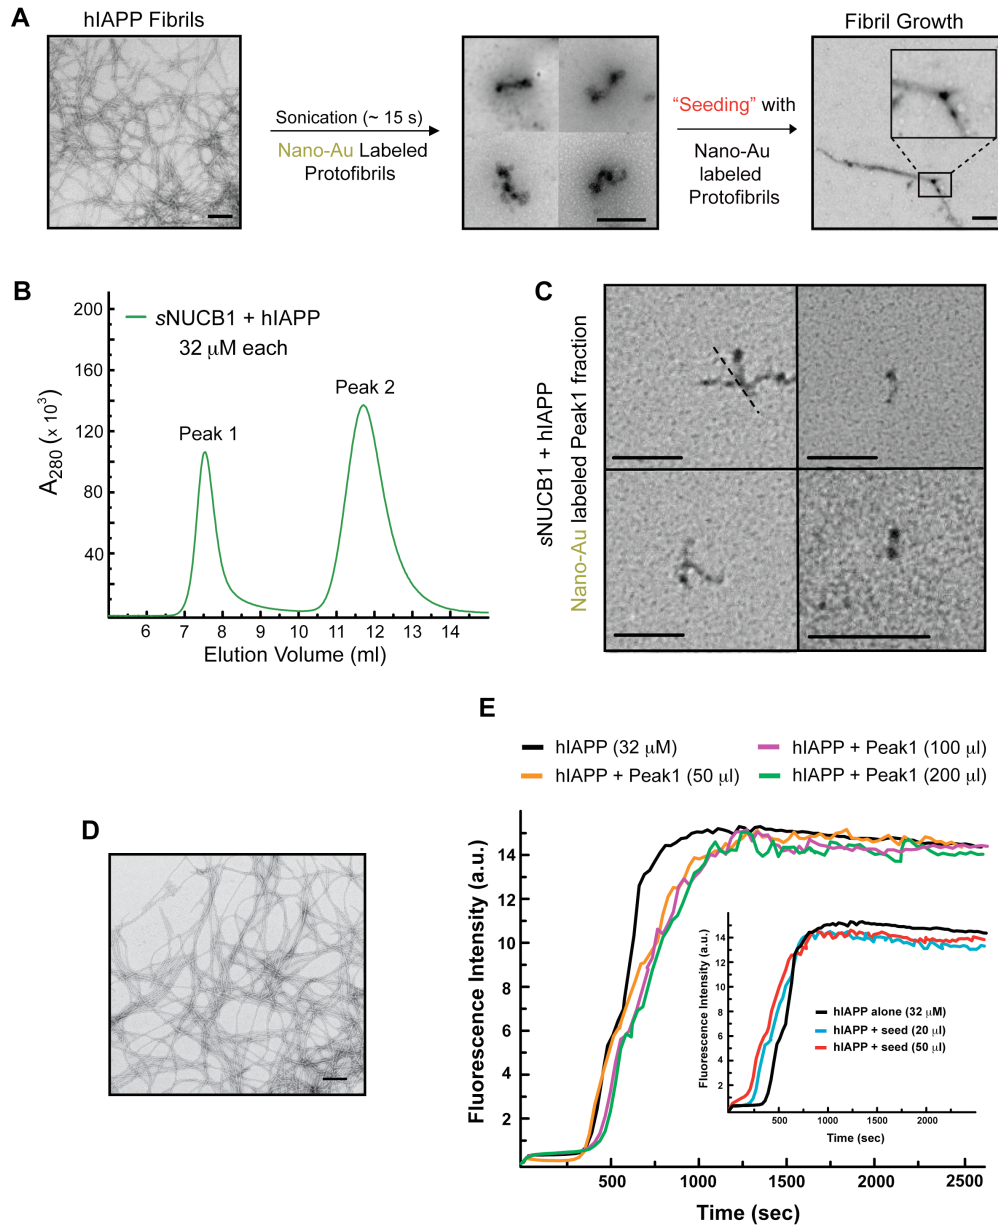 A
hIAPP Fibrils
Sonication (~ 15 s)
Nano-Au Labeled
Protofibrils
"Seeding" with
Nano-Au
labeled
Protofibrils
Fibril Growth
B
sNUCB1 + hIAPP
32 μM each
Peak 1
Peak 2
A280 (x 10³)
200
160
120
80
40
6 7 8 9 10 11 12 13 14
Elution Volume (ml)
C
sNUCB1 + hIAPP
Nano-Au labeled Peak1 fraction
D
E
hIAPP (32 μM)
hIAPP + Peak1 (50 μl)
hIAPP + Peak1 (100 μl)
hIAPP + Peak1 (200 μl)
Fluorescence Intensity (a.u.)
14
12
10
8
6
4
2
500 1000 1500 2000 2500
Time (sec)
Fluorescence Intensity (a.u.)
14
12
10
8
6
4
2
hIAPP alone (32 μM)
hIAPP + seed (20 μl)
hIAPP + seed (50 μl)
500 1000 1500 2000
Time (sec)